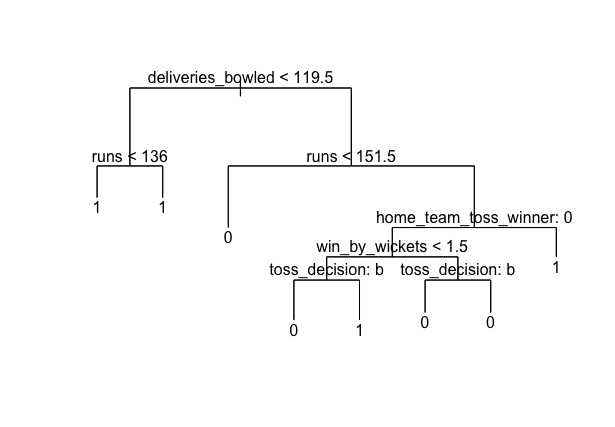 deliveries_bowled < 119.5
runs < 136
runs < 151.5
1
1
home_team_toss_winner: 0
0
win_by_wickets < 1.5
1
toss_decision: b
toss_decision: b
0
1
0
0